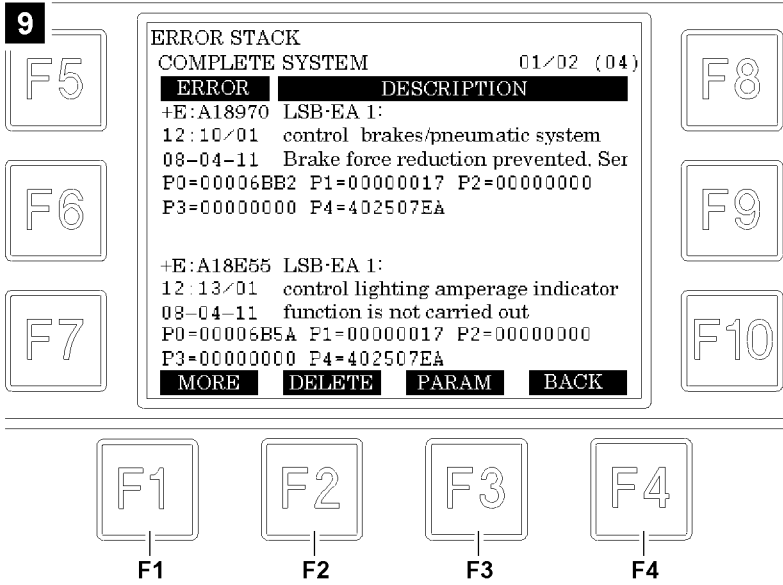 9
F5
F6
F7
ERROR STACK
COMPLETE SYSTEM 01/02 (04)
ERROR DESCRIPTION
+E:A18970 LSB-EA 1:
12:10/01 control brakes/pneumatic system
08-04-11 Brake force reduction prevented. Ser
P0=00006BB2 P1=00000017 P2=00000000
P3=00000000 P4=402507EA
+E:A18E55 LSB-EA 1:
12:13/01 control lighting amperage indicator
08-04-11 function is not carried out
P0=00006B5A P1=00000017 P2=00000000
P3=00000000 P4=402507EA
MORE DELETE PARAM BACK
F8
F9
F10
F1 F2 F3 F4
F1 F2 F3 F4